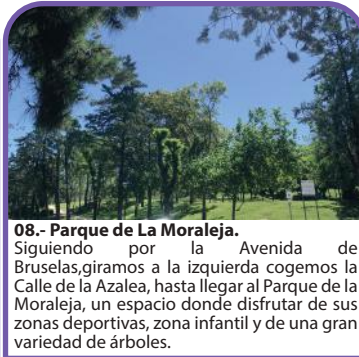 08.- Parque de La Moraleja.
Siguiendo por la Avenida de
Bruselas,giramos a la izquierda cogemos la
Calle de la Azalea, hasta llegar al Parque de la
Moraleja, un espacio donde disfrutar de sus
zonas deportivas, zona infantil y de una gran
variedad de árboles.